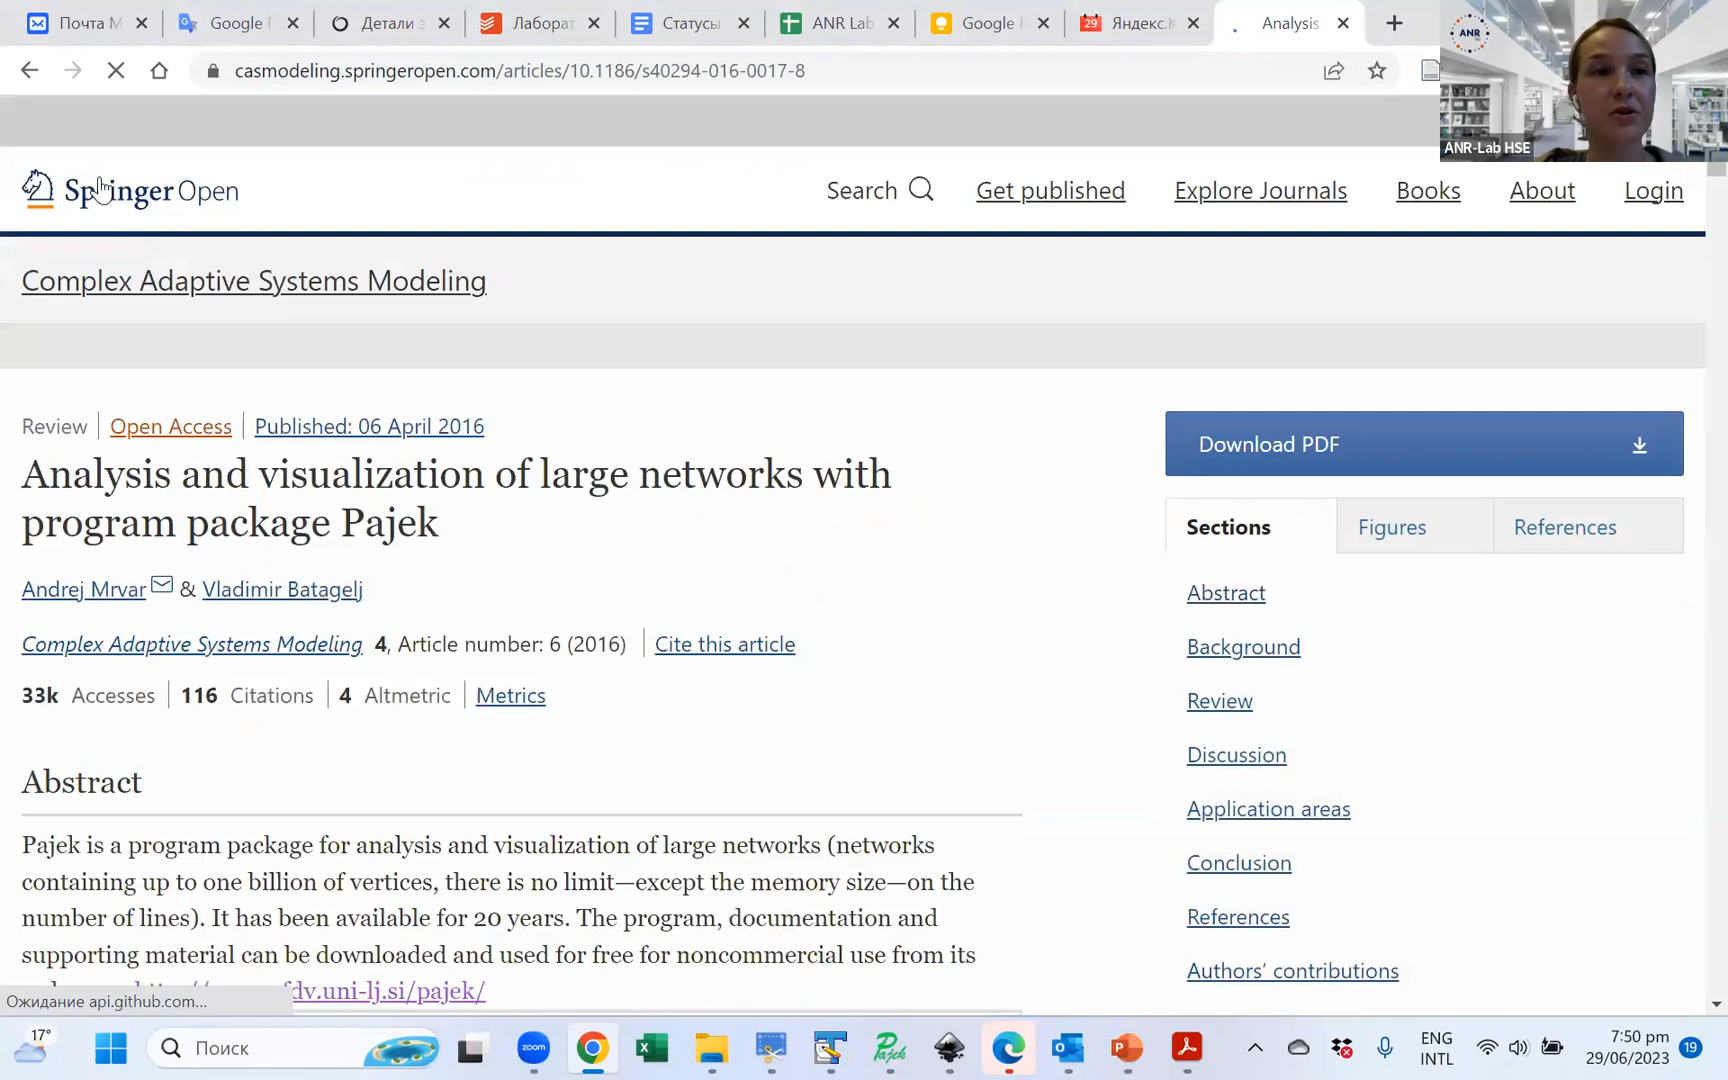 Почта М
Google Г
Детали з
Лаборат
Статусы
ANR Lab
Google
Яндекс.К
Analysis
casmodeling.springeropen.com/articles/10.1186/s40294-016-0017-8
ANR
ANR-Lab HSE
Springer Open
Search
Get published
Explore Journals
Books
About
Login
Complex Adaptive Systems Modeling
Review
Open Access
Published: 06 April 2016
Analysis and visualization of large networks with
program package Pajek
Andrej Mrvar & Vladimir Batagelj
Complex Adaptive Systems Modeling 4, Article number: 6 (2016)
Cite this article
33k Accesses
116 Citations
4 Altmetric
Metrics
Abstract
Pajek is a program package for analysis and visualization of large networks (networks
containing up to one billion of vertices, there is no limit—except the memory size—on the
number of lines). It has been available for 20 years. The program, documentation and
supporting material can be downloaded and used for free for noncommercial use from its
fdv.uni-lj.si/pajek/
Download PDF
Sections
Figures
References
Abstract
Background
Review
Discussion
Application areas
Conclusion
References
Authors' contributions
Ожидание api.github.com...
17°
Поиск
zoom
Pajek
ENG
INTL
7:50 pm
29/06/2023
19